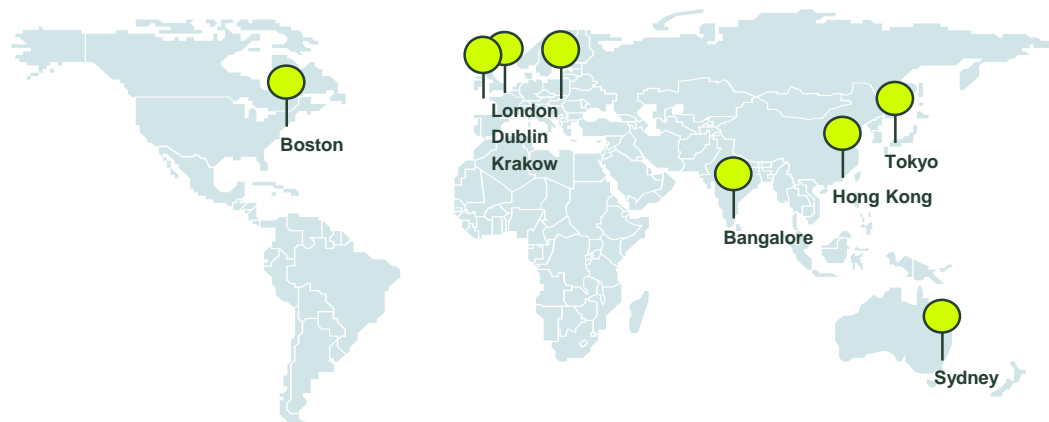 London
Dublin
Krakow
Boston
Tokyo
Hong Kong
Bangalore
Sydney